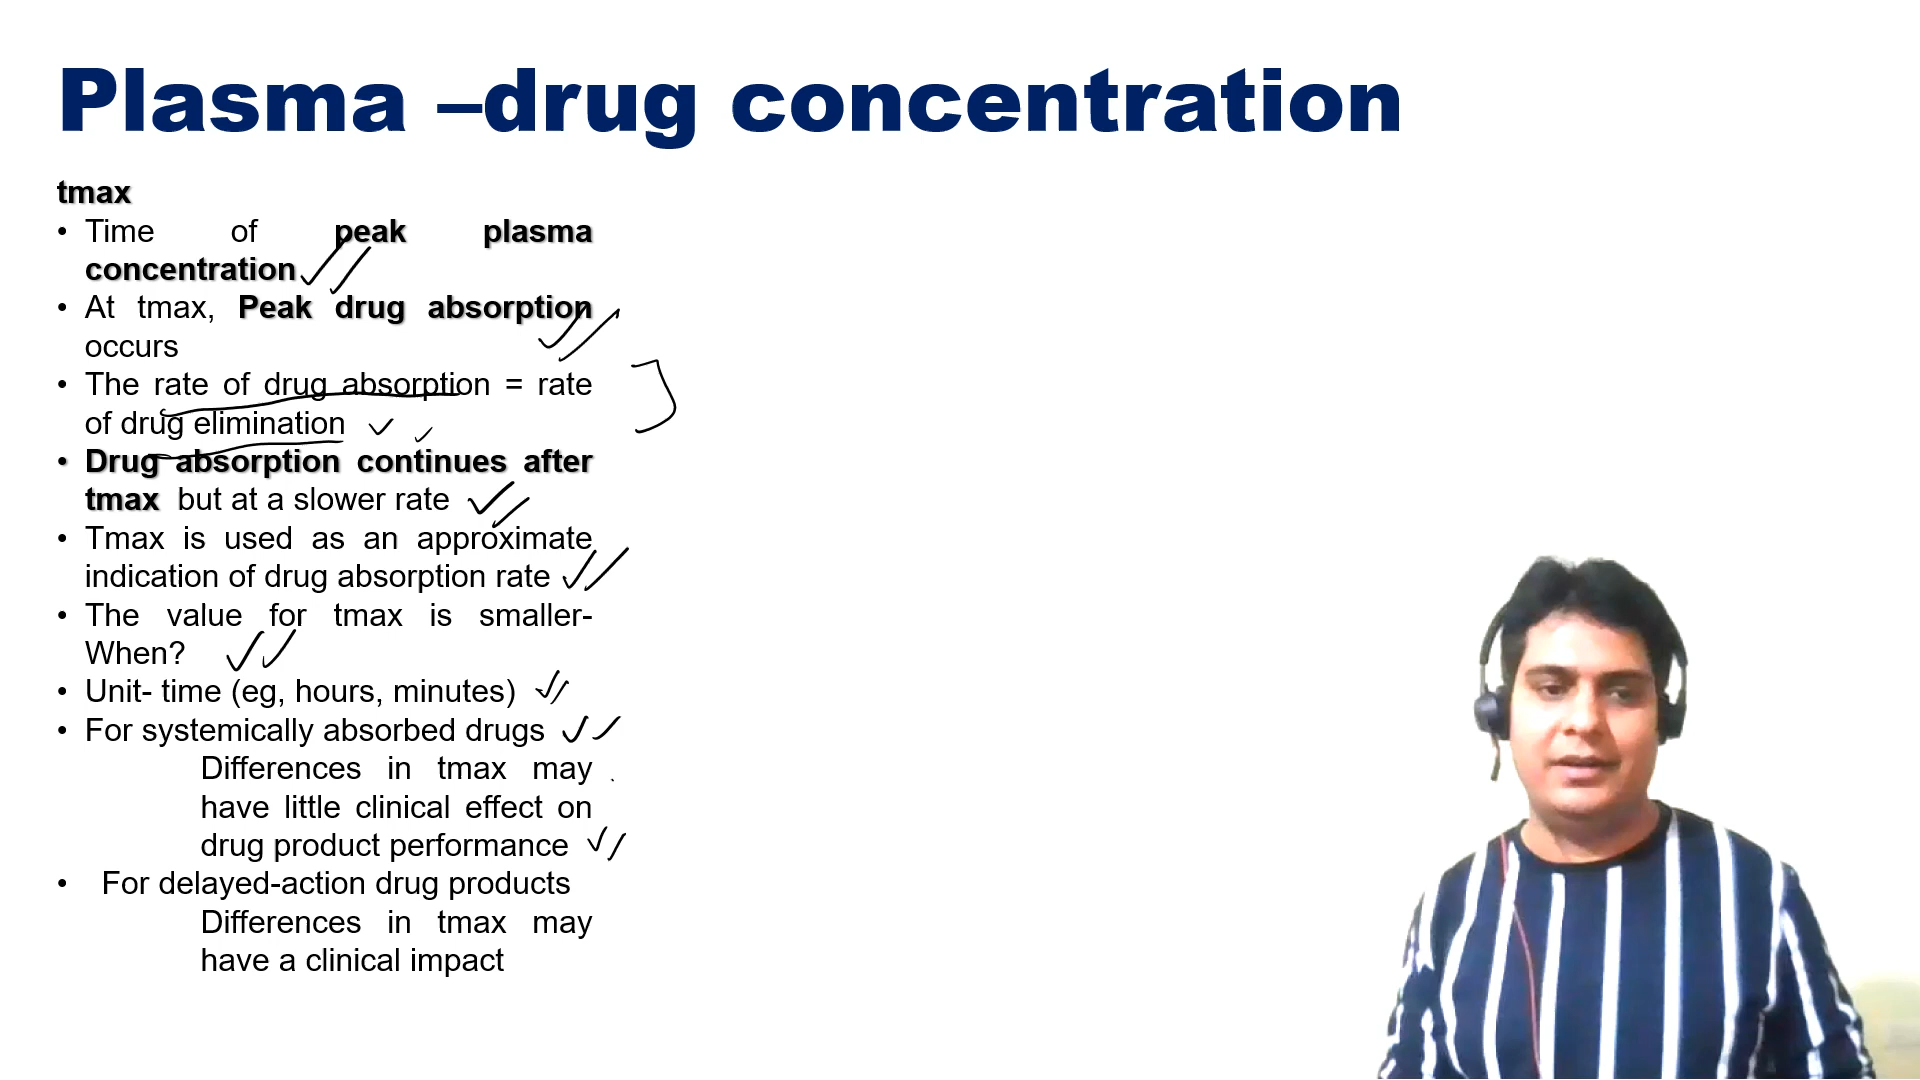 Plasma –drug concentration
tmax
• Time of peak plasma
concentration
• At tmax, Peak drug absorption
occurs
• The rate of drug absorption = rate
of drug elimination
• Drug absorption continues after
tmax but at a slower rate
• Tmax is used as an approximate
indication of drug absorption rate
• The value for tmax is smaller-
When?
• Unit- time (eg, hours, minutes)
• For systemically absorbed drugs
Differences in tmax may
have little clinical effect on
drug product performance
• For delayed-action drug products
Differences in tmax may
have a clinical impact